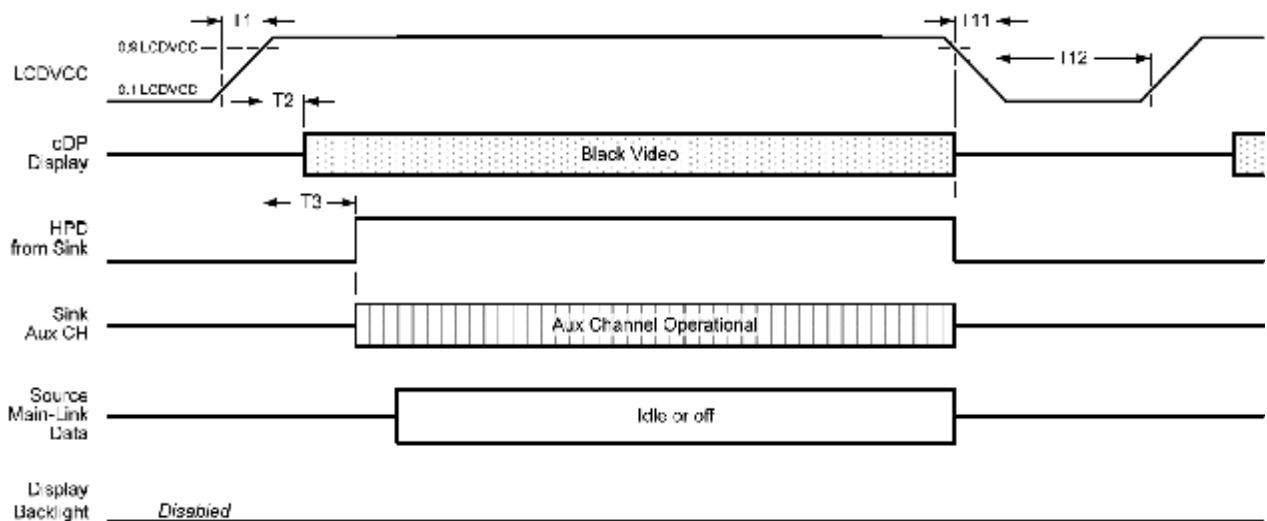 T1
T11
0.9 LCDVCC
LCDVCC
T12
0.1 LCDVCC
T2
eDP
Display
Black Video
T3
HPD
from Sink
Sink
Aux CH
Aux Channel Operational
Source
Main-Link
Data
Idle or off
Display
Backlight
Disabled